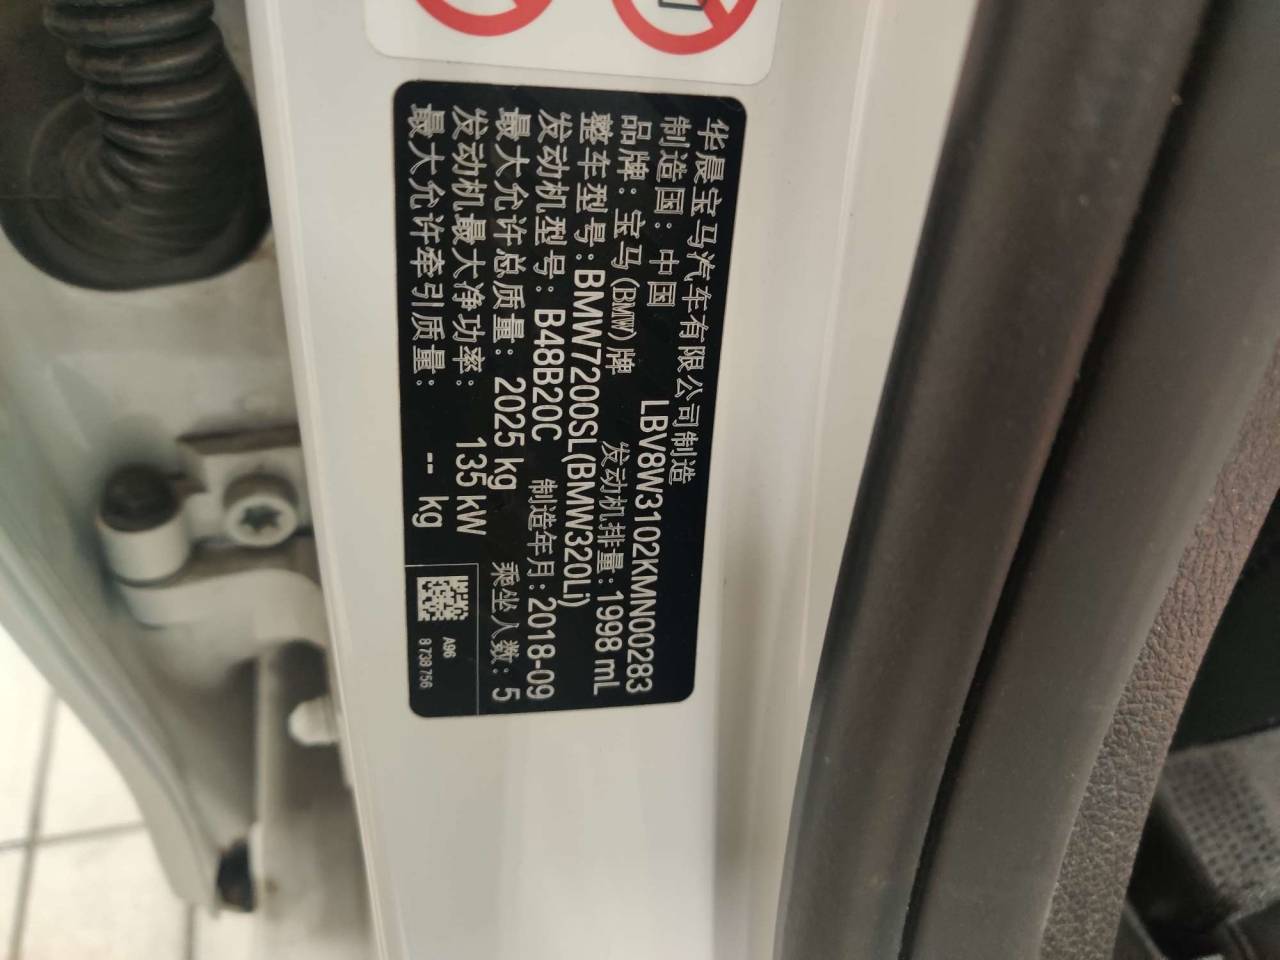 华晨宝马汽车有限公司制造
制造国：中国 LBV8W3102KMN00283
品牌：宝马(BMW)牌 发动机排量：1998 mL
整车型号：BMW7200SL(BMW320Li)
发动机型号：B48B20C 制造年月：2018-09
最大允许总质量：2025 kg 乘坐人数：5
发动机最大净功率：135 kW
最大允许牵引质量：-- kg
A96
8 738 756